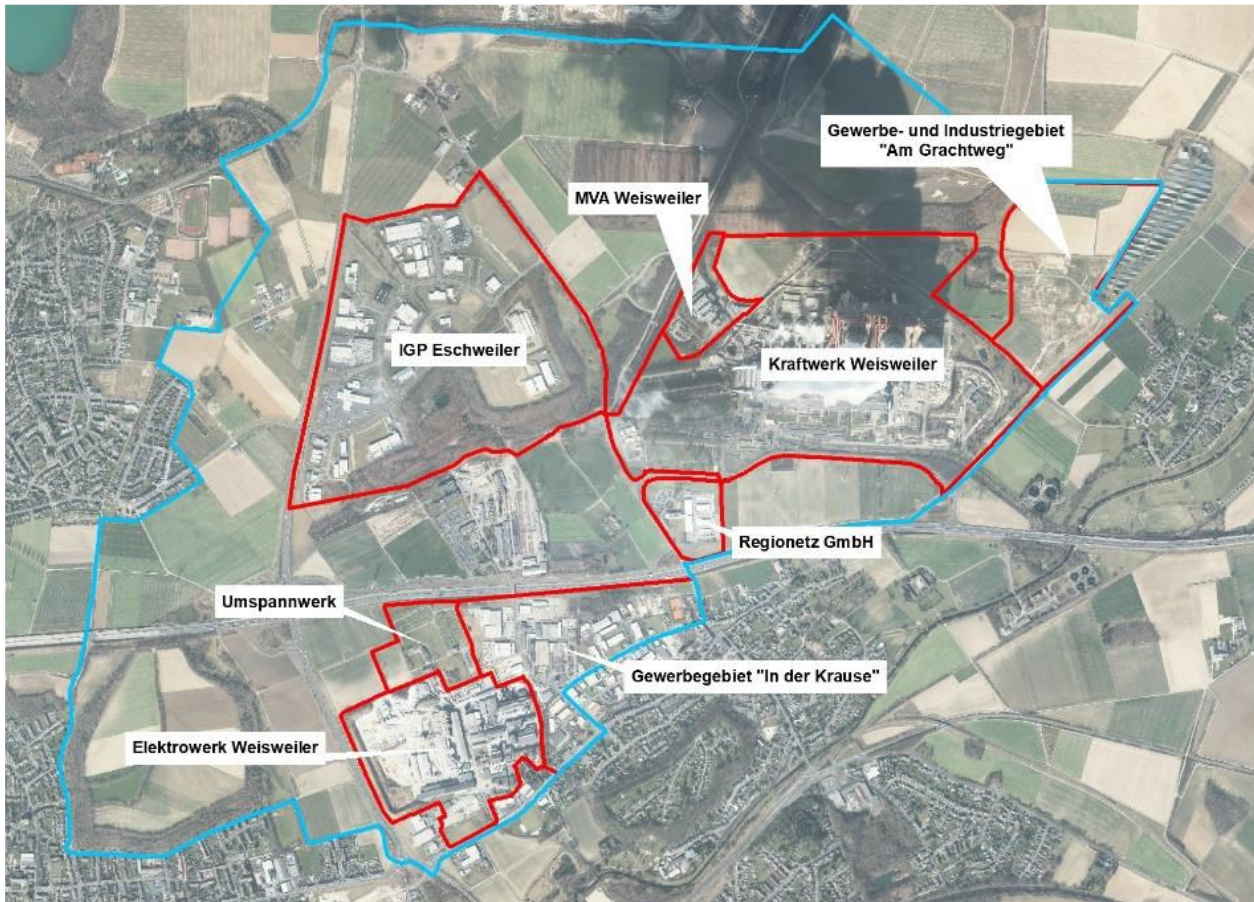 Gewerbe- und Industriegebiet
"Am Grachtweg"
MVA Weisweiler
IGP Eschweiler
Kraftwerk Weisweiler
Regionetz GmbH
Umspannwerk
Gewerbegebiet "In der Krause"
Elektrowerk Weisweiler